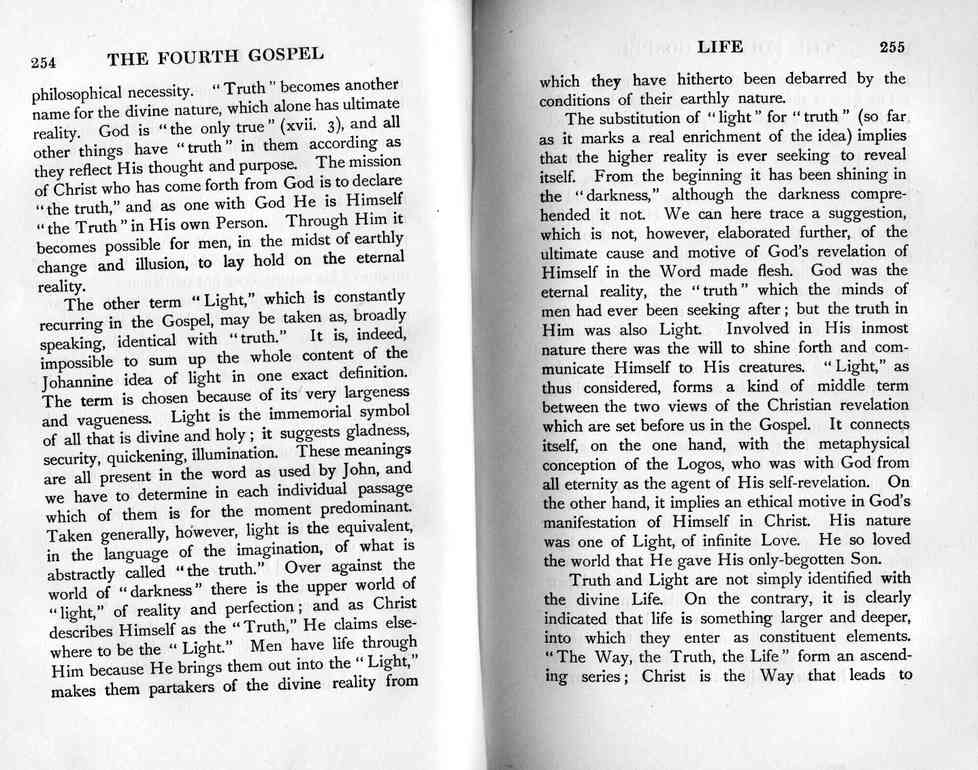 254 THE FOURTH GOSPEL
philosophical necessity. "Truth" becomes another
name for the divine nature, which alone has ultimate
reality. God is "the only true" (xvii. 3), and all
other things have "truth" in them according as
they reflect His thought and purpose. The mission
of Christ who has come forth from God is to declare
"the truth," and as one with God He is Himself
"the Truth" in His own Person. Through Him it
becomes possible for men, in the midst of earthly
change and illusion, to lay hold on the eternal
reality.
The other term "Light," which is constantly
recurring in the Gospel, may be taken as, broadly
speaking, identical with "truth." It is, indeed,
impossible to sum up the whole content of the
Johannine idea of light in one exact definition.
The term is chosen because of its very largeness
and vagueness. Light is the immemorial symbol
of all that is divine and holy; it suggests gladness,
security, quickening, illumination. These meanings
are all present in the word as used by John, and
we have to determine in each individual passage
which of them is for the moment predominant.
Taken generally, however, light is the equivalent,
in the language of the imagination, of what is
abstractly called "the truth." Over against the
world of "darkness" there is the upper world of
"light," of reality and perfection; and as Christ
describes Himself as the "Truth," He claims else-
where to be the "Light." Men have life through
Him because He brings them out into the "Light,"
makes them partakers of the divine reality from
LIFE 255
which they have hitherto been debarred by the
conditions of their earthly nature.
The substitution of "light" for "truth" (so far
as it marks a real enrichment of the idea) implies
that the higher reality is ever seeking to reveal
itself. From the beginning it has been shining in
the "darkness," although the darkness compre-
hended it not. We can here trace a suggestion,
which is not, however, elaborated further, of the
ultimate cause and motive of God's revelation of
Himself in the Word made flesh. God was the
eternal reality, the "truth" which the minds of
men had ever been seeking after; but the truth in
Him was also Light. Involved in His inmost
nature there was the will to shine forth and com-
municate Himself to His creatures. "Light," as
thus considered, forms a kind of middle term
between the two views of the Christian revelation
which are set before us in the Gospel. It connects
itself, on the one hand, with the metaphysical
conception of the Logos, who was with God from
all eternity as the agent of His self-revelation. On
the other hand, it implies an ethical motive in God's
manifestation of Himself in Christ. His nature
was one of Light, of infinite Love. He so loved
the world that He gave His only-begotten Son.
Truth and Light are not simply identified with
the divine Life. On the contrary, it is clearly
indicated that life is something larger and deeper,
into which they enter as constituent elements.
"The Way, the Truth, the Life" form an ascend-
ing series; Christ is the Way that leads to